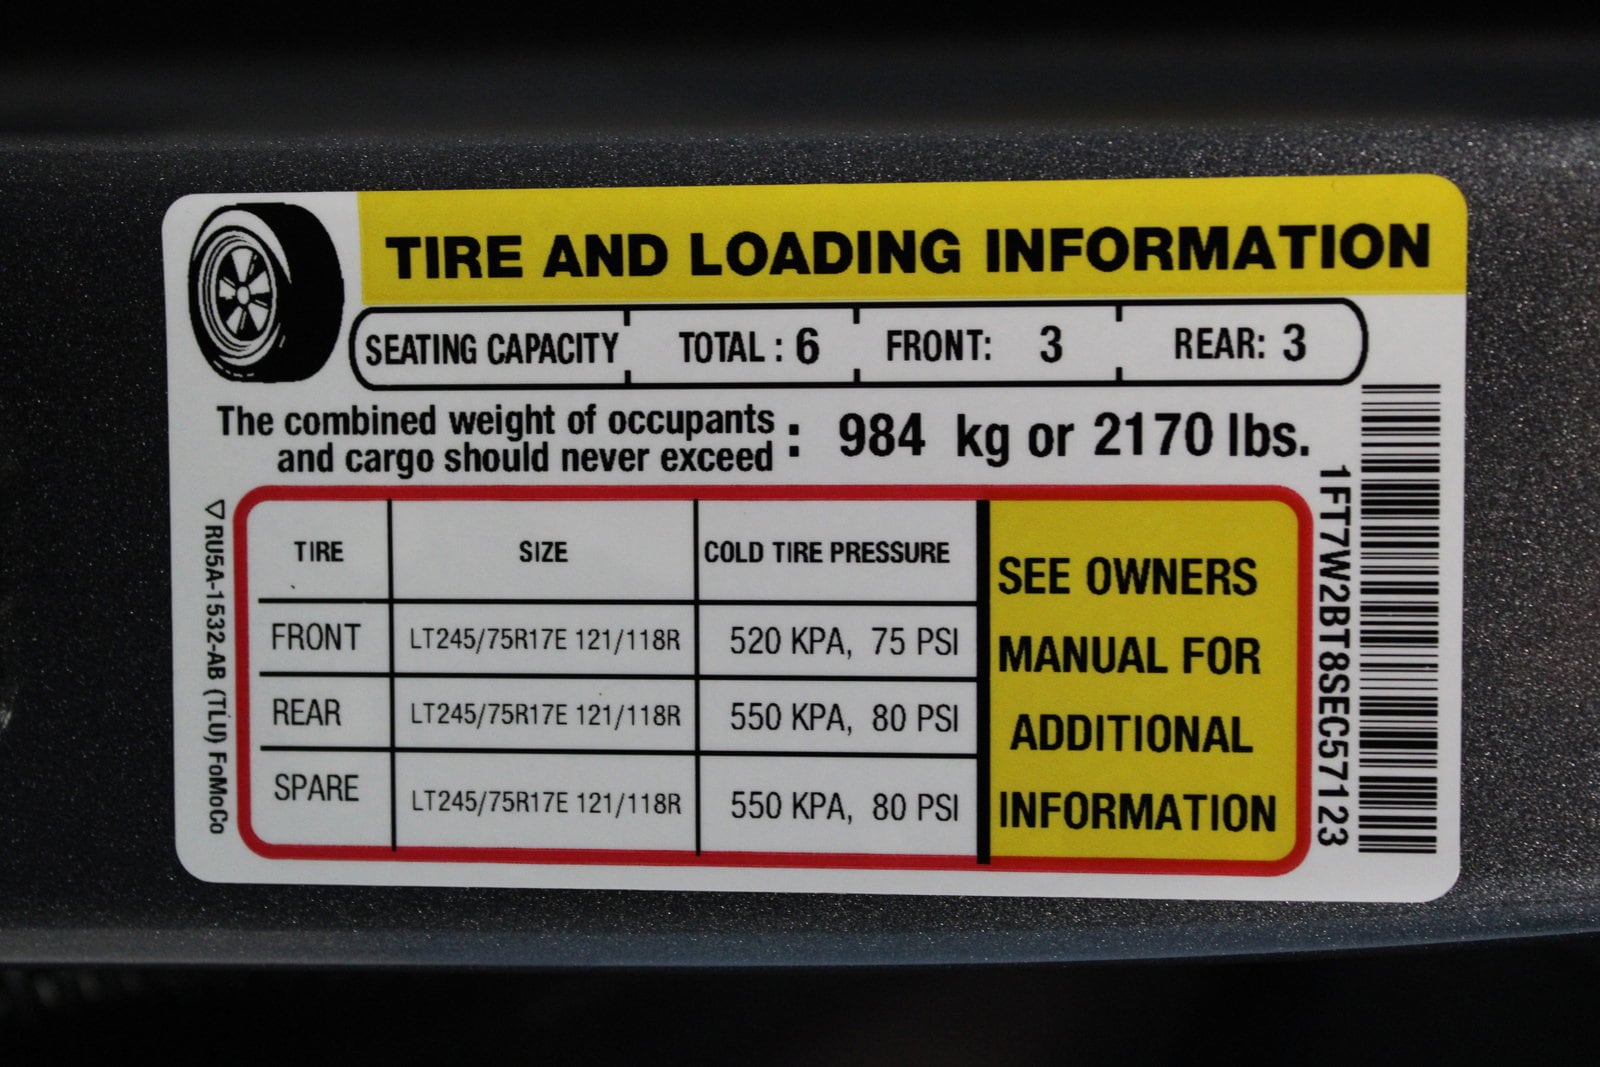 TIRE AND LOADING INFORMATION
SEATING CAPACITY TOTAL : 6 FRONT: 3 REAR: 3
The combined weight of occupants
and cargo should never exceed : 984 kg or 2170 lbs.
TIRE SIZE COLD TIRE PRESSURE
FRONT LT245/75R17E 121/118R 520 KPA, 75 PSI
REAR LT245/75R17E 121/118R 550 KPA, 80 PSI
SPARE LT245/75R17E 121/118R 550 KPA, 80 PSI
SEE OWNERS
MANUAL FOR
ADDITIONAL
INFORMATION
1FT7W2BT8SEC57123
RU5A-1532-AB (TLU) FoMoCo